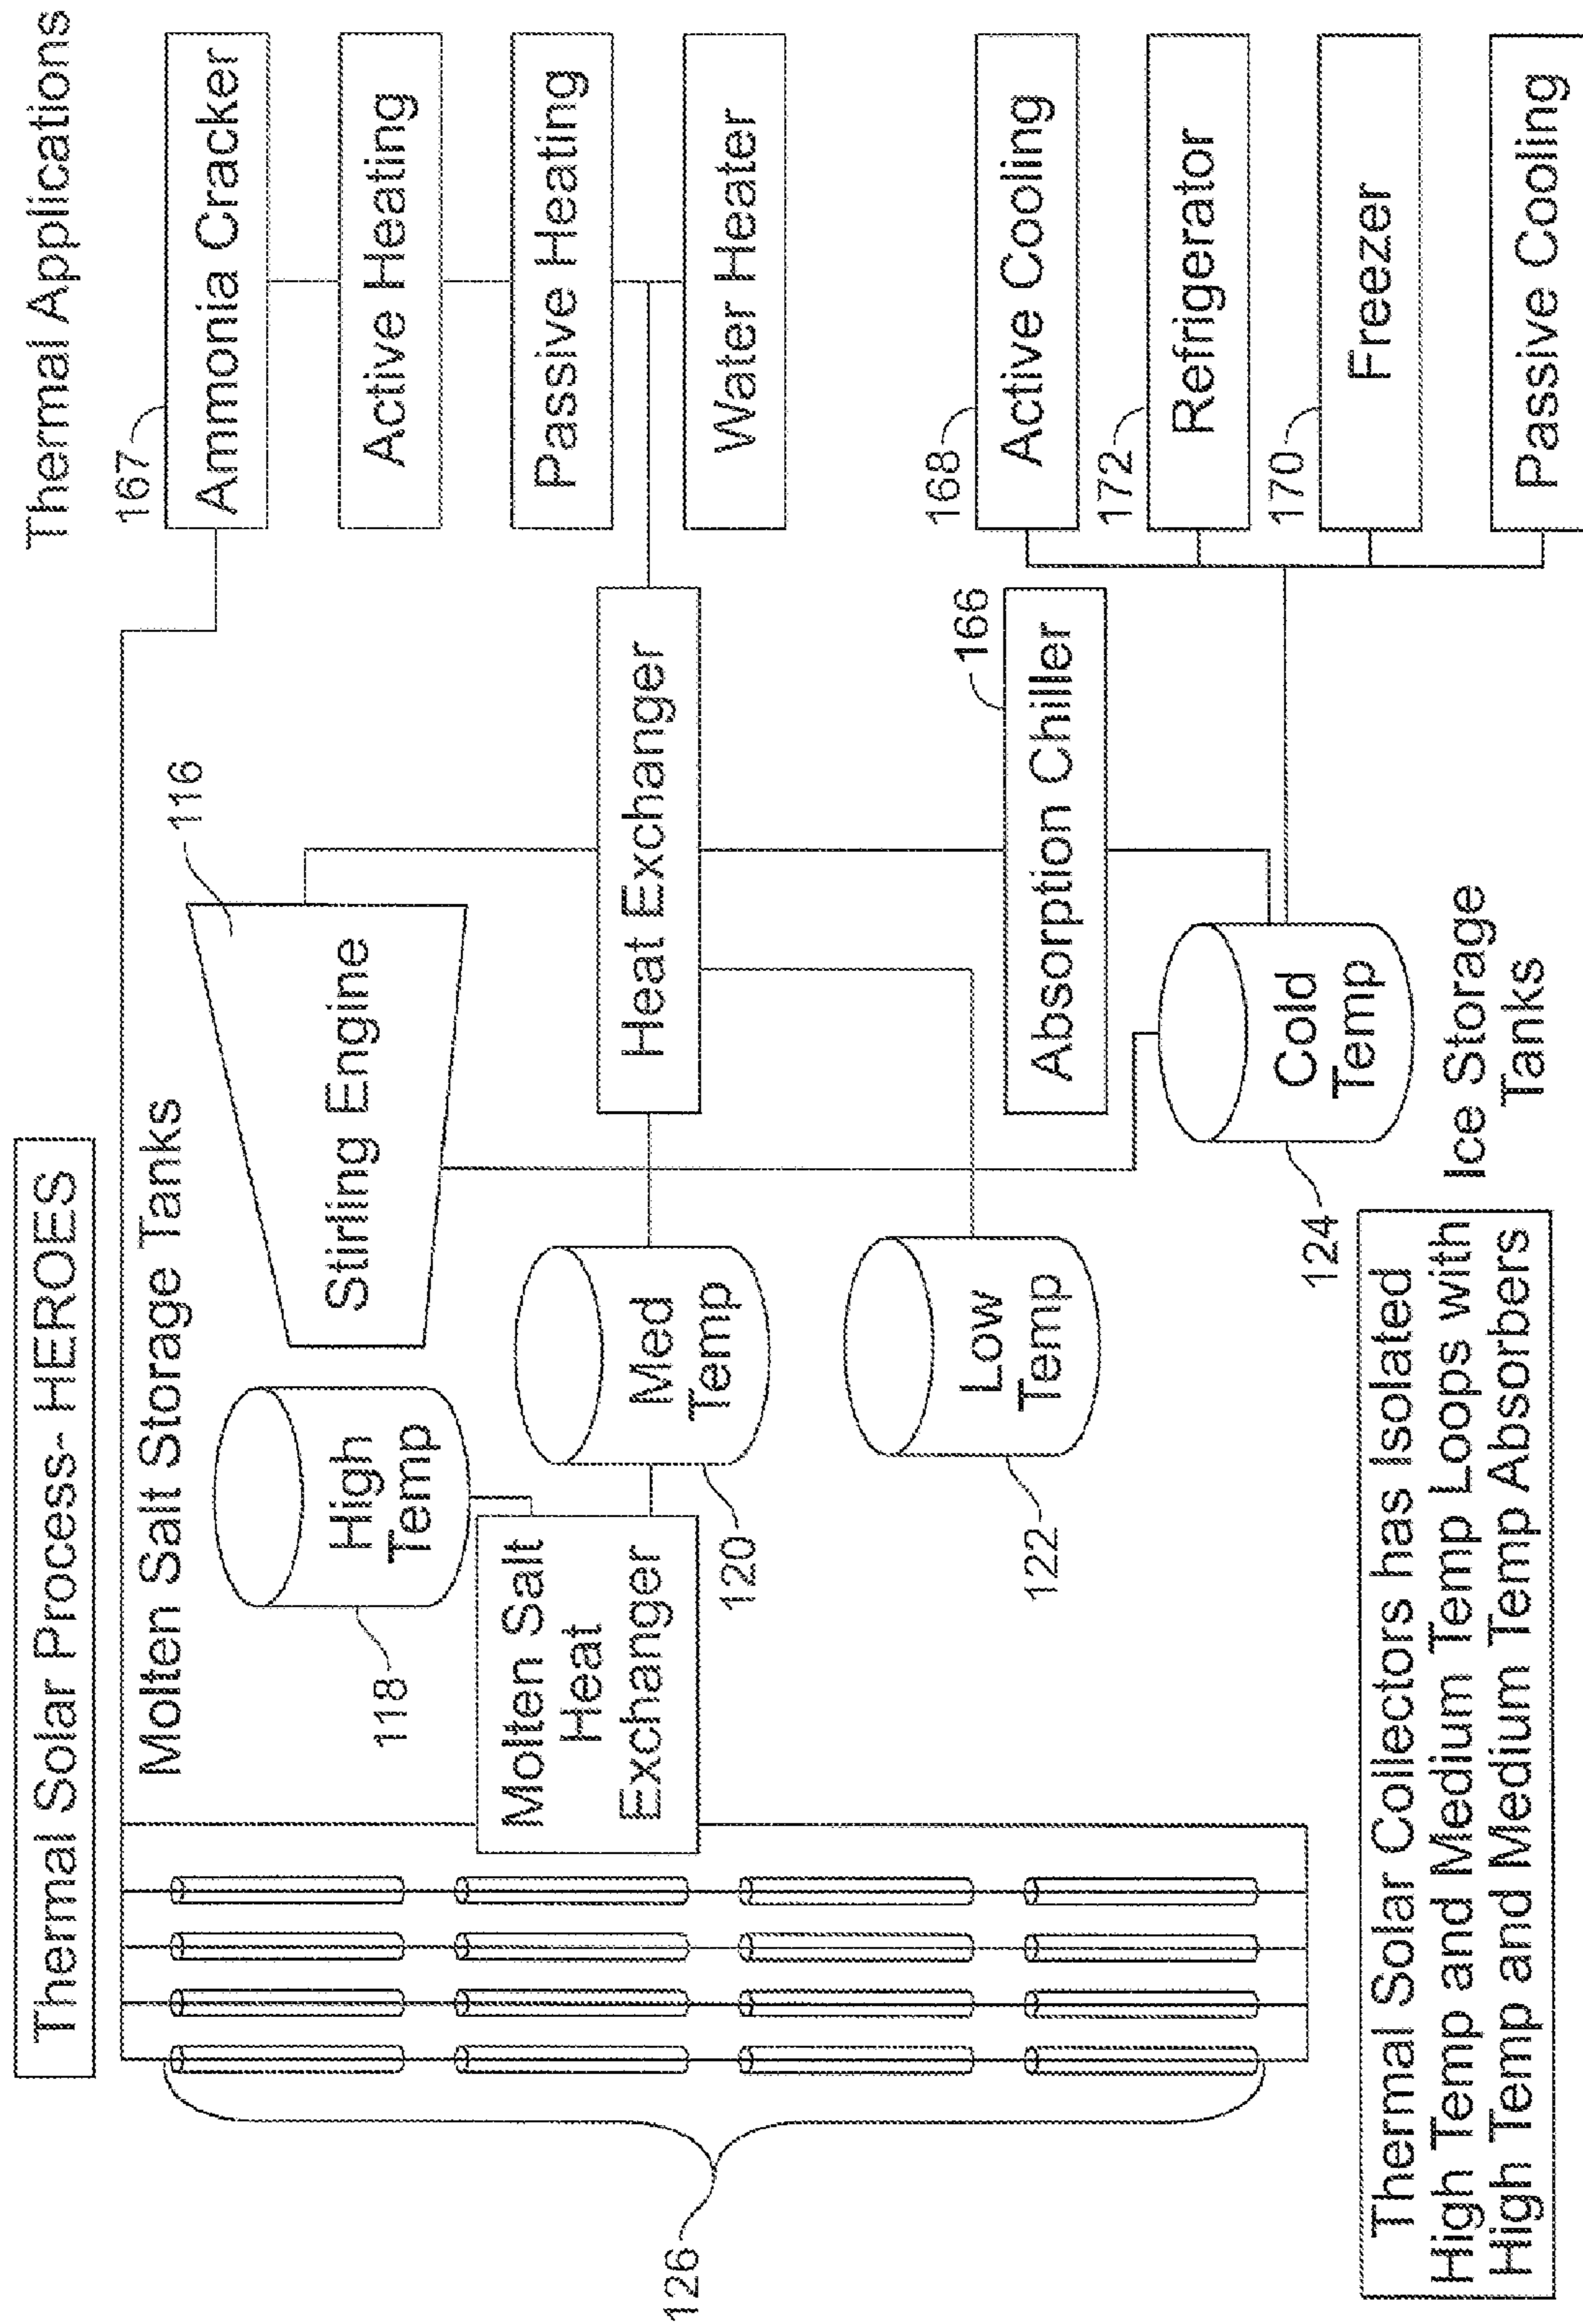 Thermal Solar Process- HEROES
Thermal Applications
Molten Salt Storage Tanks
126
118
High
Temp
Molten Salt
Heat
Exchanger
Stirling Engine
116
Med
Temp
120
Low
Temp
122
Heat Exchanger
Absorption Chiller
166
Cold
Temp
124
Ice Storage
Tanks
167
Ammonia Cracker
Active Heating
Passive Heating
Water Heater
168
Active Cooling
172
Refrigerator
170
Freezer
Passive Cooling
Thermal Solar Collectors has Isolated
High Temp and Medium Temp Loops with
High Temp and Medium Temp Absorbers